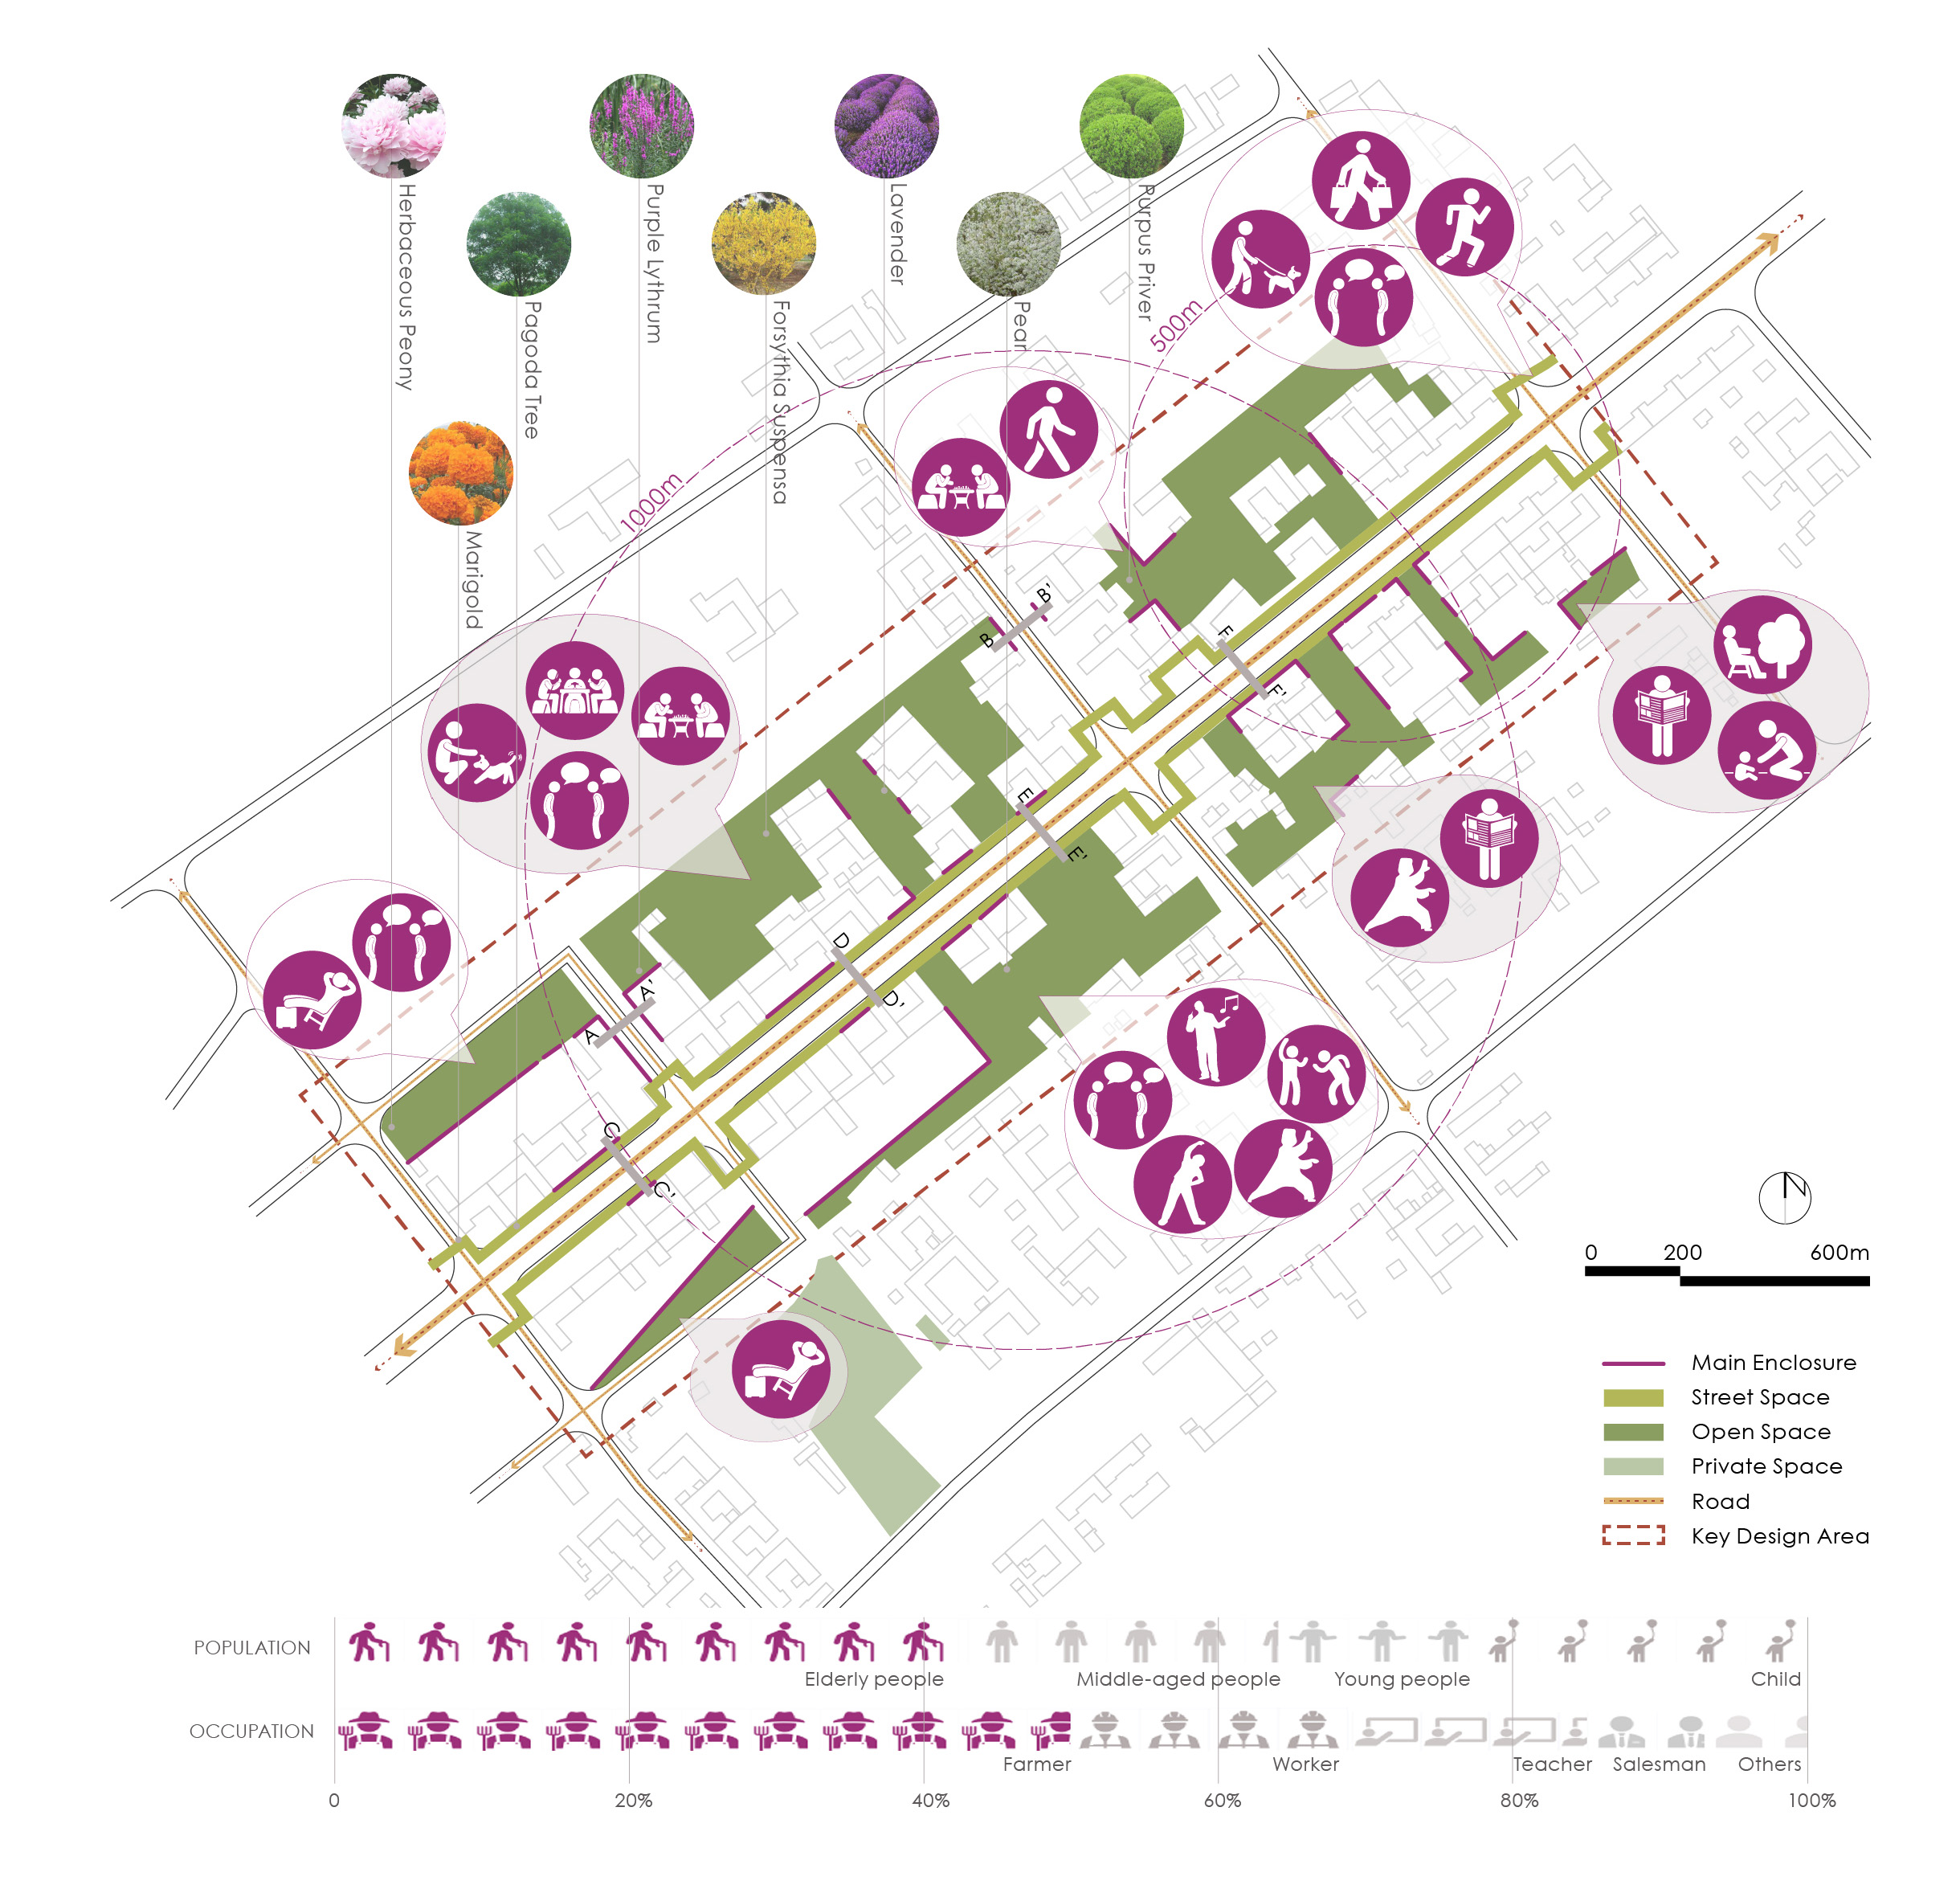 Herbaceous Peony
Pagoda Tree
Marigold
Purple Lythrum
Forsythia Suspensa
Lavender
Pear
Purpus Priver
500m
1000m
B'
B
F
F'
E
E'
D
D'
A'
A
C
C'
N
0 200 600m
Main Enclosure
Street Space
Open Space
Private Space
Road
Key Design Area
POPULATION
Elderly people Middle-aged people Young people Child
OCCUPATION
Farmer Worker Teacher Salesman Others
0 20% 40% 60% 80% 100%